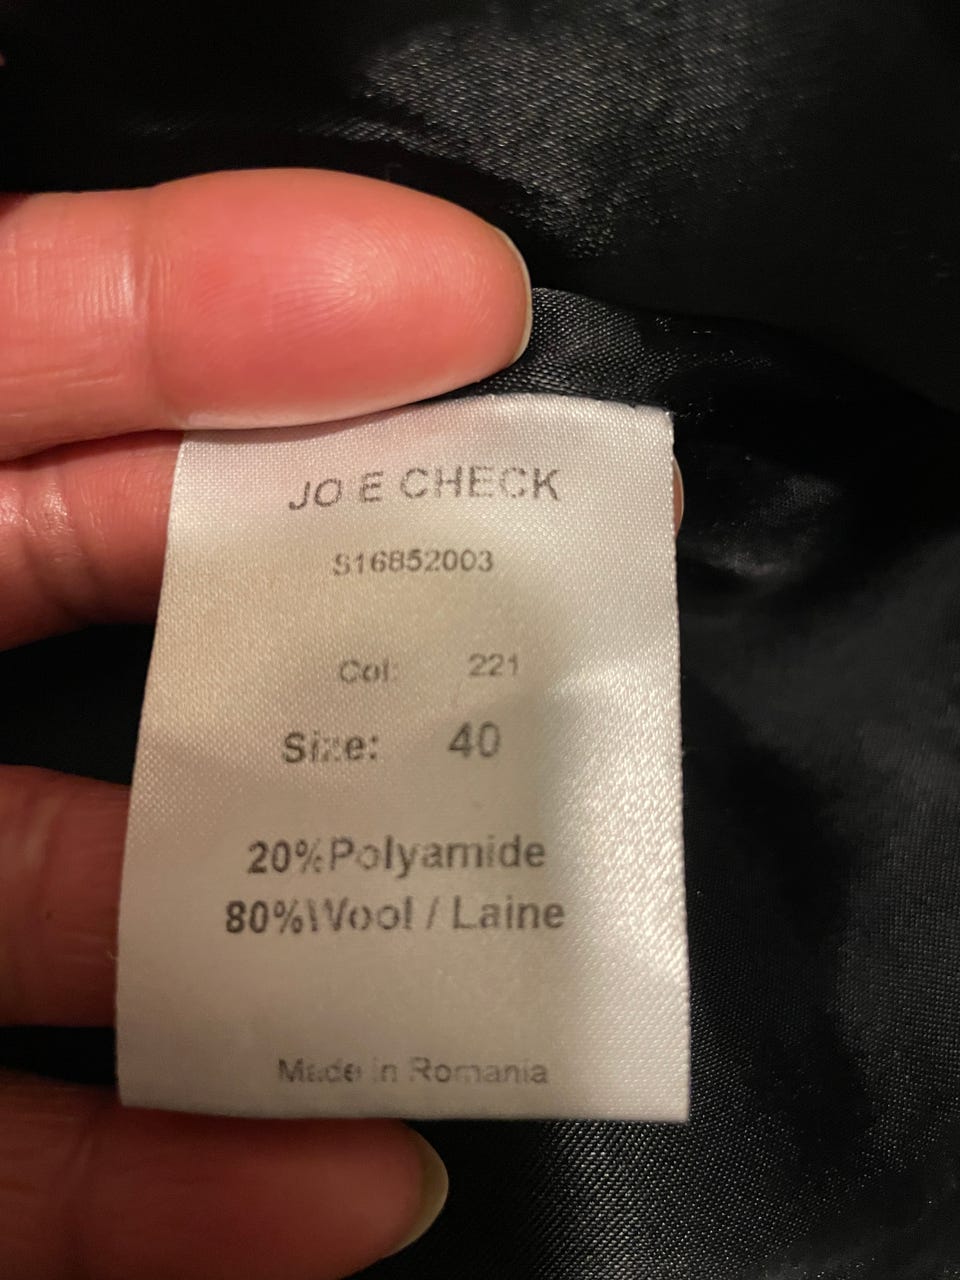 JO E CHECK
S16852003
Col: 221
Size: 40
20%Polyamide
80%Wool / Laine
Made in Romania